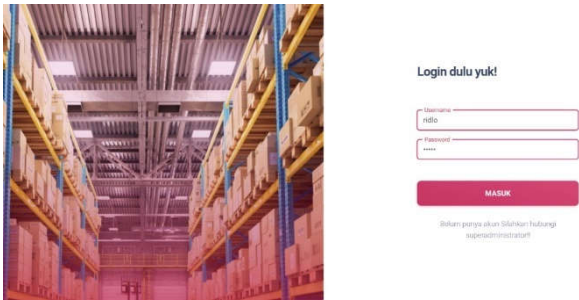 Login dulu yuk!
Username
ridlo
Password
•••••
MASUK
Belum punya akun Silahkan hubungi
superadministrator!!